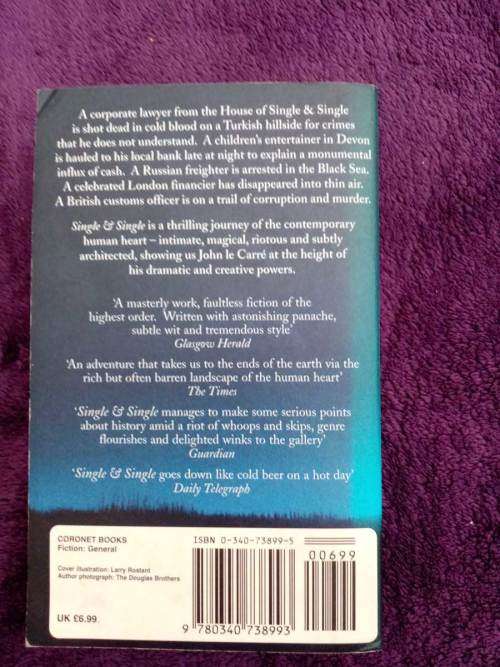 A corporate lawyer from the House of Single & Single
is shot dead in cold blood on a Turkish hillside for crimes
that he does not understand. A children's entertainer in Devon
is hauled to his local bank late at night to explain a monumental
influx of cash. A Russian freighter is arrested in the Black Sea.
A celebrated London financier has disappeared into thin air.
A British customs officer is on a trail of corruption and murder.
Single & Single is a thrilling journey of the contemporary
human heart – intimate, magical, riotous and subtly
architected, showing us John le Carré at the height of
his dramatic and creative powers.
'A masterly work, faultless fiction of the
highest order. Written with astonishing panache,
subtle wit and tremendous style'
Glasgow Herald
'An adventure that takes us to the ends of the earth via the
rich but often barren landscape of the human heart'
The Times
'Single & Single manages to make some serious points
about history amid a riot of whoops and skips, genre
flourishes and delighted winks to the gallery'
Guardian
'Single & Single goes down like cold beer on a hot day'
Daily Telegraph
CORONET BOOKS
Fiction: General
Cover illustration: Larry Rostant
Author photograph: The Douglas Brothers
UK £6.99
ISBN 0-340-73899-5
00699
9 780340 738993